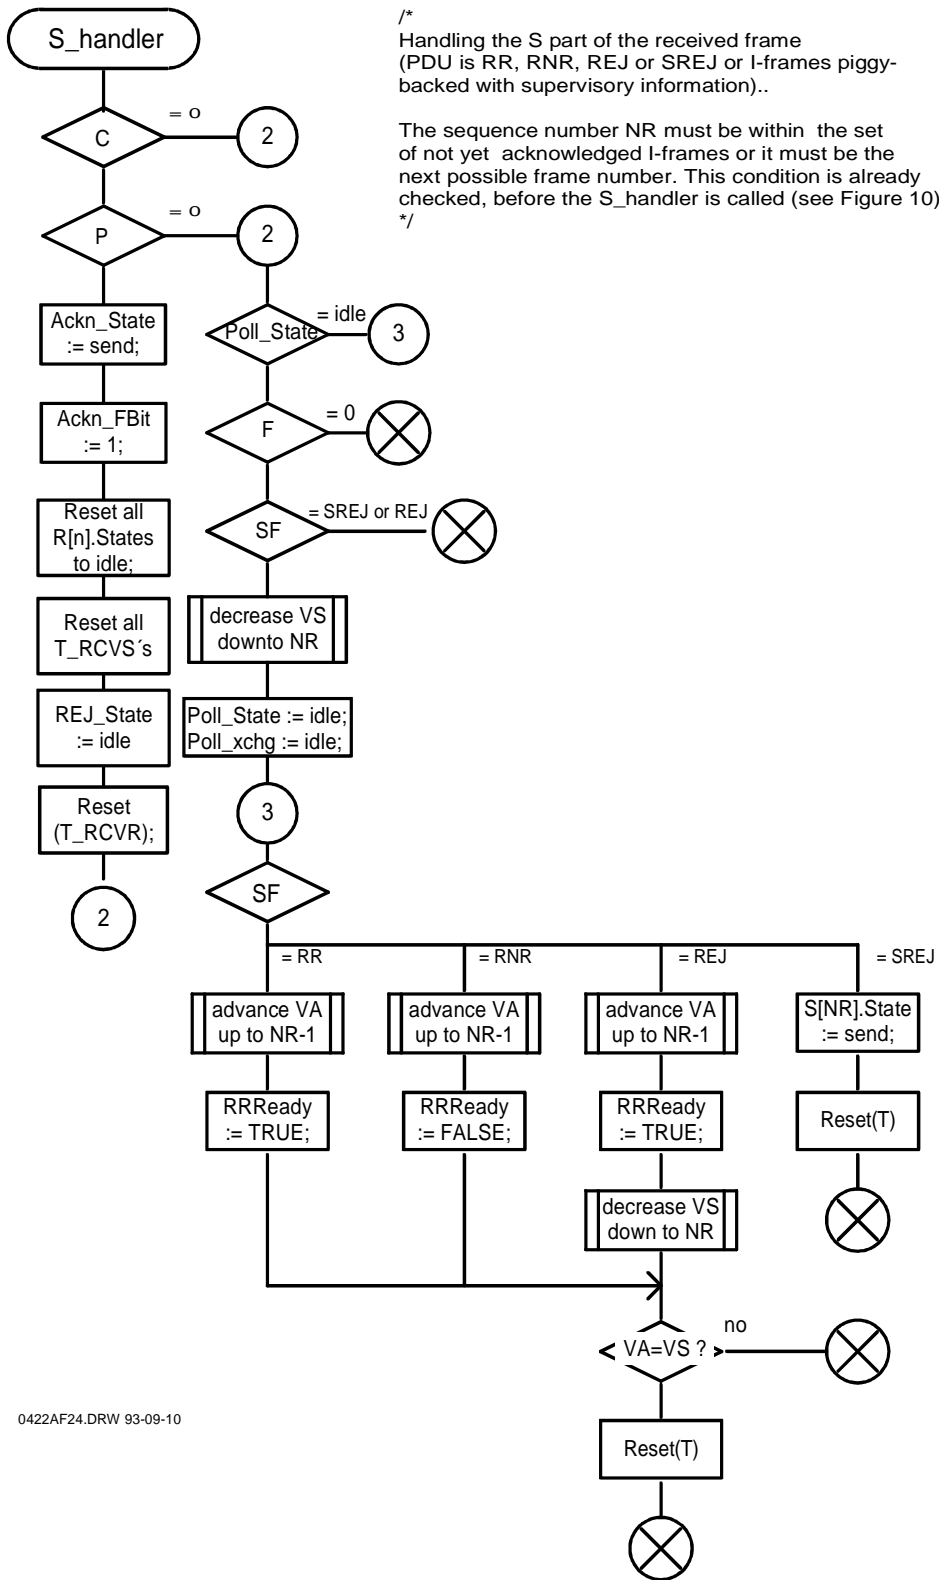 S_handler
/*
Handling the S part of the received frame
(PDU is RR, RNR, REJ or SREJ or I-frames piggy-
backed with supervisory information)..
The sequence number NR must be within the set
of not yet acknowledged I-frames or it must be the
next possible frame number. This condition is already
checked, before the S_handler is called (see Figure 10)
*/
C
= o
2
P
= o
2
Ackn_State
:= send;
Ackn_FBit
:= 1;
Reset all
R[n].States
to idle;
Reset all
T_RCVS´s
REJ_State
:= idle
Reset
(T_RCVR);
2
Poll_State
= idle
3
F
= 0
SF
= SREJ or REJ
decrease VS
downto NR
Poll_State := idle;
Poll_xchg := idle;
3
SF
= RR
= RNR
= REJ
= SREJ
advance VA
up to NR-1
RRReady
:= TRUE;
advance VA
up to NR-1
RRReady
:= FALSE;
advance VA
up to NR-1
RRReady
:= TRUE;
decrease VS
down to NR
S[NR].State
:= send;
Reset(T)
VA=VS ?
no
Reset(T)
0422AF24.DRW 93-09-10